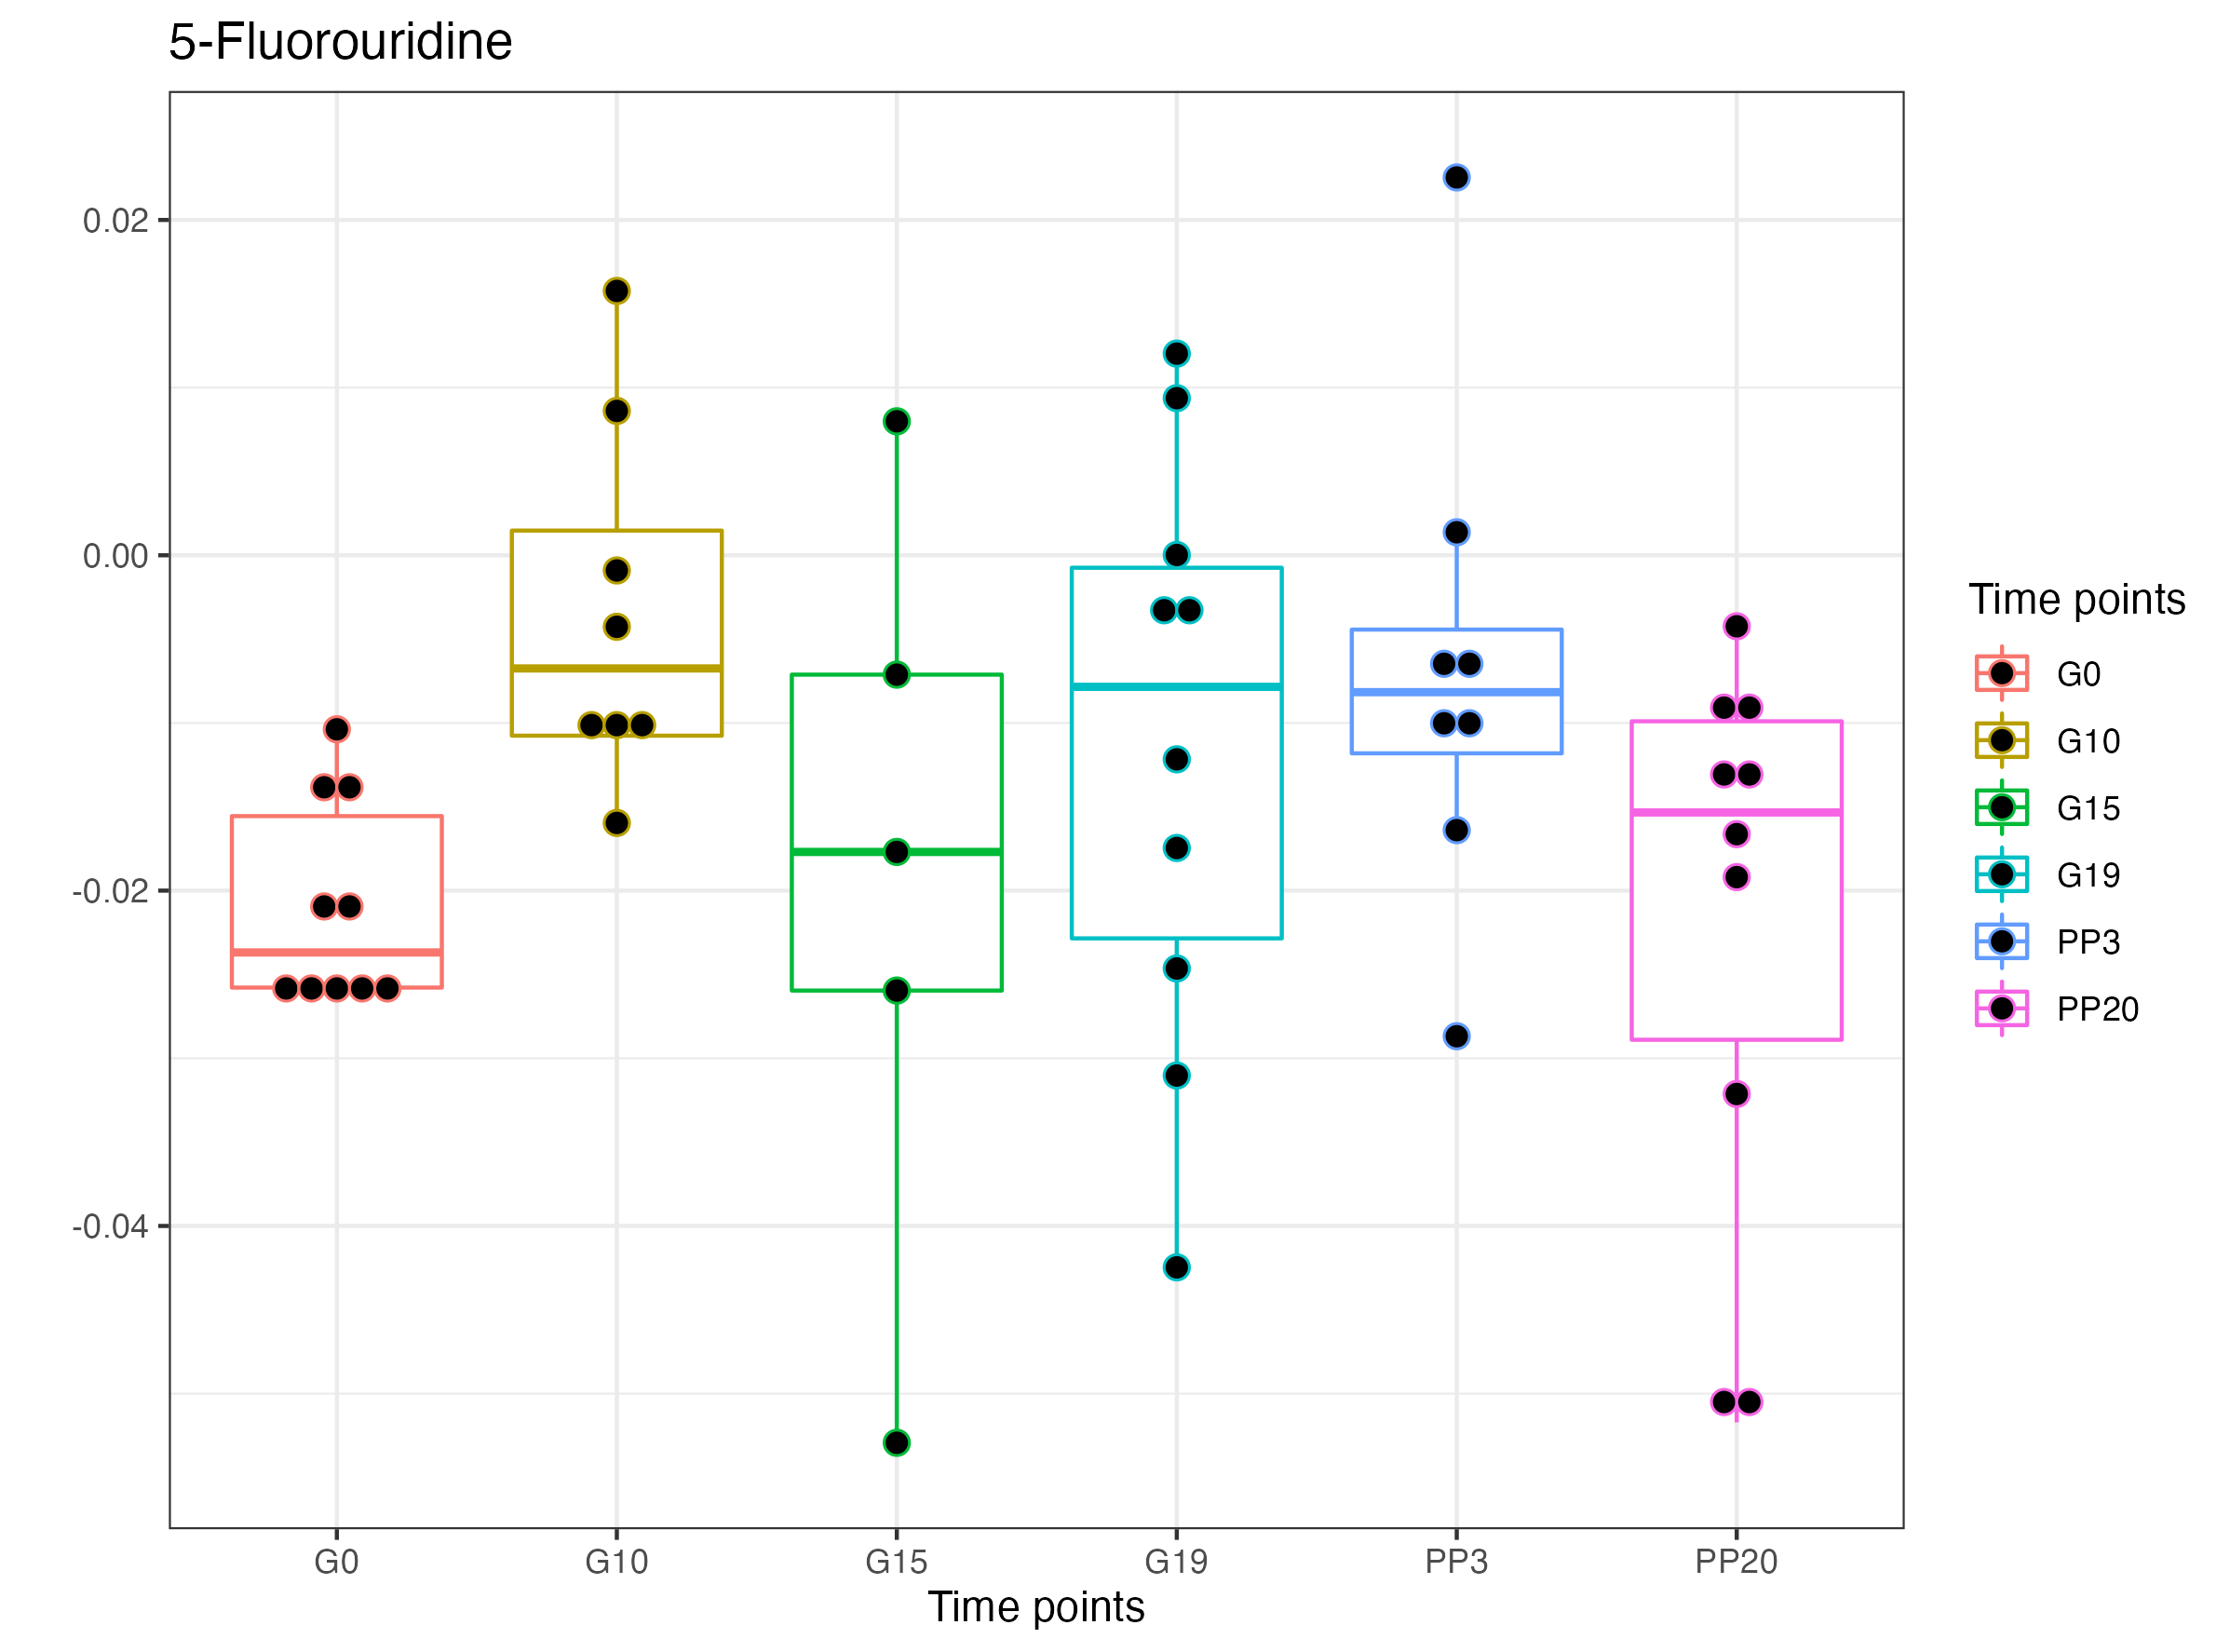 5-Fluorouridine
0.02
0.00
-0.02
-0.04
G0 G10 G15 G19 PP3 PP20
Time points
Time points
G0
G10
G15
G19
PP3
PP20